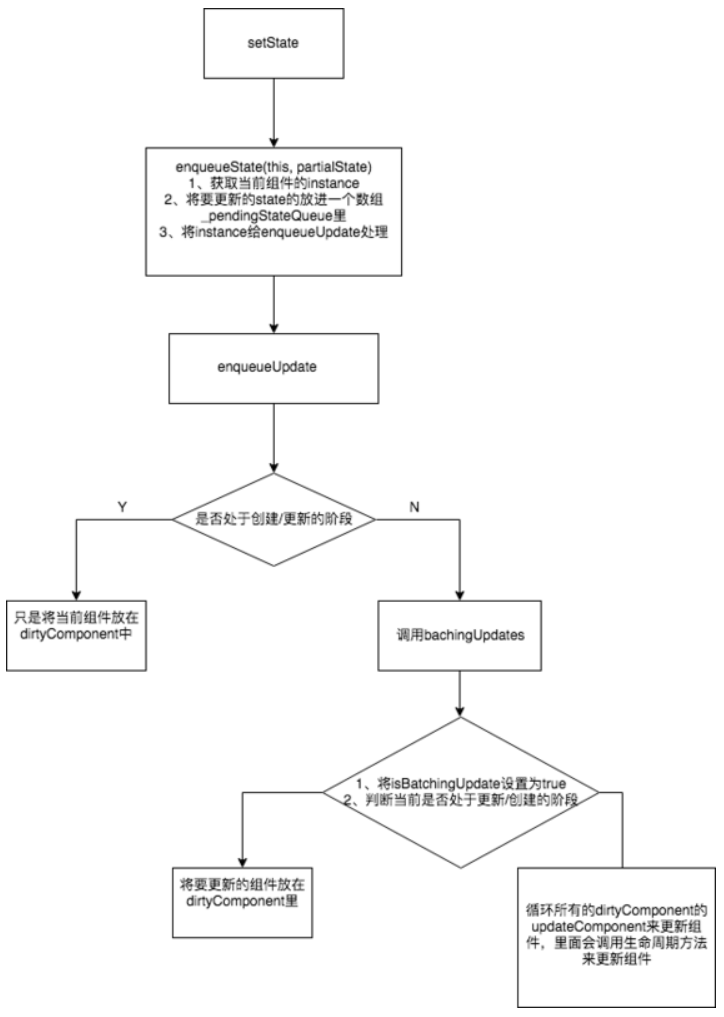 setState
enqueueState(this, partialState)
1、获取当前组件的instance
2、将要更新的state的放进一个数组
_pendingStateQueue里
3、将instance给enqueueUpdate处理
enqueueUpdate
是否处于创建/更新的阶段
Y
N
只是将当前组件放在
dirtyComponent中
调用bachingUpdates
1、将isBatchingUpdate设置为true
2、判断当前是否处于更新/创建的阶段
将要更新的组件放在
dirtyComponent里
循环所有的dirtyComponent的
updateComponent来更新组
件，里面会调用生命周期方法
来更新组件